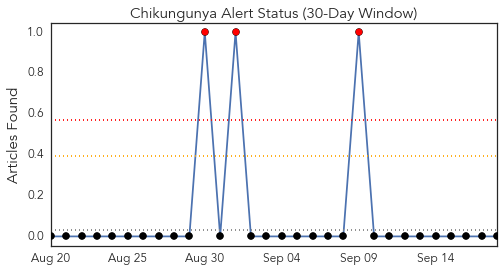 Chikungunya Alert Status (30-Day Window)
Articles Found
1.0
0.8
0.6
0.4
0.2
0.0
Aug 20 Aug 25 Aug 30 Sep 04 Sep 09 Sep 14